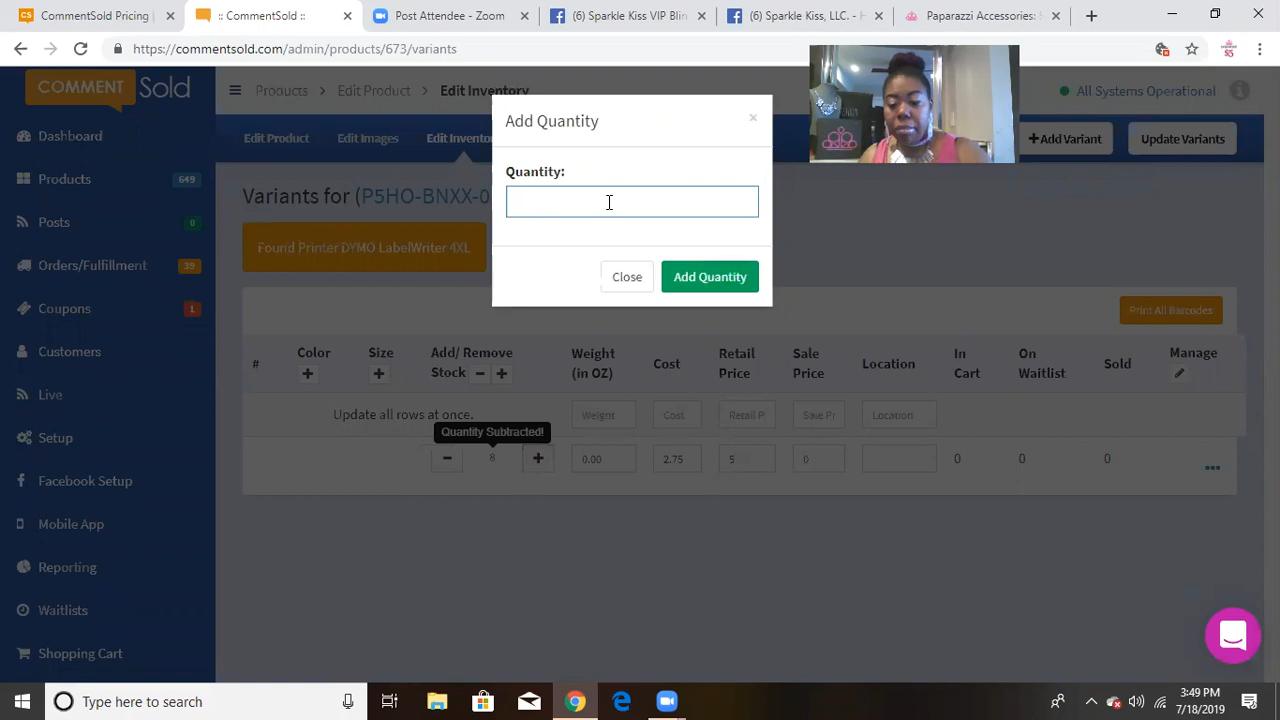 CommentSold Pricing
.:: CommentSold ::.
Post Attendee - Zoom
(6) Sparkle Kiss VIP Blin
(6) Sparkle Kiss, LLC. - H
Paparazzi Accessories: S
https://commentsold.com/admin/products/673/variants
COMMENT Sold
Products > Edit Product > Edit Inventory
All Systems Operational
Edit Product
Edit Images
Edit Invento
+Add Variant
Update Variants
Dashboard
Products 649
Posts 0
Orders/Fulfillment 39
Coupons 1
Customers
Live
Setup
Facebook Setup
Mobile App
Reporting
Waitlists
Shopping Cart
Variants for (P5HO-BNXX-0
Found Printer DYMO LabelWriter 4XL
Add Quantity
×
Quantity:
Close
Add Quantity
Print All Barcodes
# Color Size Add/ Remove Stock Weight (in OZ) Cost Retail Price Sale Price Location In Cart On Waitlist Sold Manage
Update all rows at once. Weight Cost Retail P Sale Pr Location
Quantity Subtracted!
8 0.00 2.75 5 0 0 0 0
Type here to search
8:49 PM
7/18/2019